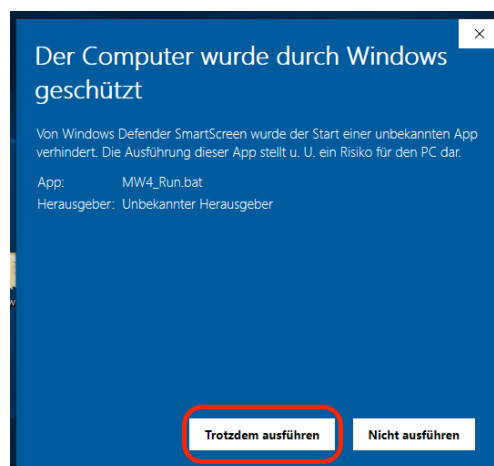 Der Computer wurde durch Windows
geschützt
Von Windows Defender SmartScreen wurde der Start einer unbekannten App
verhindert. Die Ausführung dieser App stellt u. U. ein Risiko für den PC dar.
App: MW4_Run.bat
Herausgeber: Unbekannter Herausgeber
Trotzdem ausführen Nicht ausführen